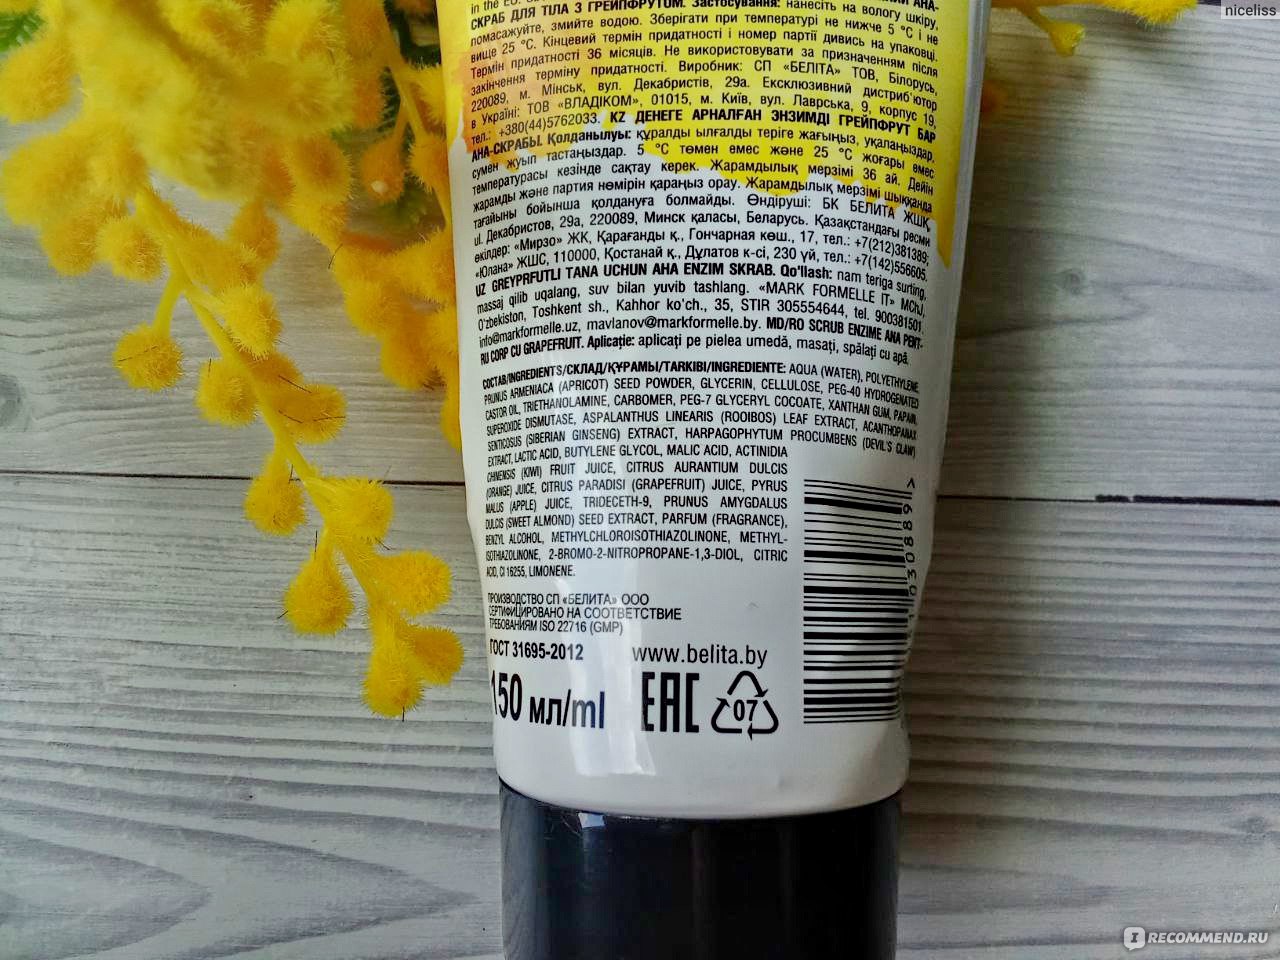 niceliss
in the EU:
СКРАБ ДЛЯ ТІЛА З ГРЕЙПФРУТОМ. Застосування: нанесіть на вологу шкіру,
помасажуйте, змийте водою. Зберігати при температурі не нижче 5 °С і не
вище 25 °С. Кінцевий термін придатності і номер партії дивись на упаковці.
Термін придатності 36 місяців. Не використовувати за призначенням після
закінчення терміну придатності. Виробник: СП «БЕЛІТА» ТОВ, Білорусь,
220089, м. Мінськ, вул. Декабристів, 29а. Ексклюзивний дистриб'ютор
в Україні: ТОВ «ВЛАДІКОМ», 01015, м. Київ, вул. Лаврська, 9, корпус 19,
тел.: +380(44)5762033. KZ ДЕНЕГЕ АРНАЛҒАН ЭНЗИМДІ ГРЕЙПФРУТ БАР
АНА-СКРАБЫ. Қолданылуы: құралды ылғалды теріге жағыңыз, уқалаңыздар,
сумен жуып тастаңыздар. 5 °С төмен емес және 25 °С жоғары емес
температурасы кезінде сақтау керек. Жарамдылық мерзімі 36 ай. Дейін
жарамды және партия нөмірін қараңыз орау. Жарамдылық мерзімі шыққанда
тағайыны бойынша қолдануға болмайды. Өндіруші: БК БЕЛИТА ЖШҚ,
ul. Декабристов, 29а, 220089, Минск қаласы, Беларусь. Қазақстандағы ресми
өкілдер: «Мирзо» ЖК, Қарағанды қ., Гончарная көш., 17, тел.: +7(212)381389;
«Юлана» ЖШС, 110000, Қостанай қ., Дұлатов к-сі, 230 үй, тел.: +7(142)556605.
UZ GREYPRFUTLI TANA UCHUN AHA ENZIM SKRAB. Qo'llash: nam teriga surting,
massaj qilib uqalang, suv bilan yuvib tashlang. «MARK FORMELLE IT» MChJ,
O'zbekiston, Toshkent sh., Kahhor ko'ch., 35, STIR 305554644, tel. 900381501,
info@markformelle.uz, mavlanov@markformelle.by. MD/RO SCRUB ENZIME ANA PENT-
RU CORP CU GRAPEFRUIT. Aplicație: aplicați pe pielea umedă, masați, spălați cu apă.
СОСТАВ/INGREDIENTS/СКЛАД/ҚҰРАМЫ/TARKIBI/INGREDIENTE: AQUA (WATER), POLYETHYLENE,
PRUNUS ARMENIACA (APRICOT) SEED POWDER, GLYCERIN, CELLULOSE, PEG-40 HYDROGENATED
CASTOR OIL, TRIETHANOLAMINE, CARBOMER, PEG-7 GLYCERYL COCOATE, XANTHAN GUM, PAPAIN,
SUPEROXIDE DISMUTASE, ASPALANTHUS LINEARIS (ROOIBOS) LEAF EXTRACT, ACANTHOPANAX
SENTICOSUS (SIBERIAN GINSENG) EXTRACT, HARPAGOPHYTUM PROCUMBENS (DEVIL'S CLAW)
EXTRACT, LACTIC ACID, BUTYLENE GLYCOL, MALIC ACID, ACTINIDIA
CHINENSIS (KIWI) FRUIT JUICE, CITRUS AURANTIUM DULCIS
(ORANGE) JUICE, CITRUS PARADISI (GRAPEFRUIT) JUICE, PYRUS
MALUS (APPLE) JUICE, TRIDECETH-9, PRUNUS AMYGDALUS
DULCIS (SWEET ALMOND) SEED EXTRACT, PARFUM (FRAGRANCE),
BENZYL ALCOHOL, METHYLCHLOROISOTHIAZOLINONE, METHYL-
ISOTHIAZOLINONE, 2-BROMO-2-NITROPROPANE-1,3-DIOL, CITRIC
ACID, CI 16255, LIMONENE.
ПРОИЗВОДСТВО СП «БЕЛИТА» ООО
СЕРТИФИЦИРОВАНО НА СООТВЕТСТВИЕ
ТРЕБОВАНИЯМ ISO 22716 (GMP)
ГОСТ 31695-2012
www.belita.by
150 мл/ml
EAC
07
IRECOMMEND.RU